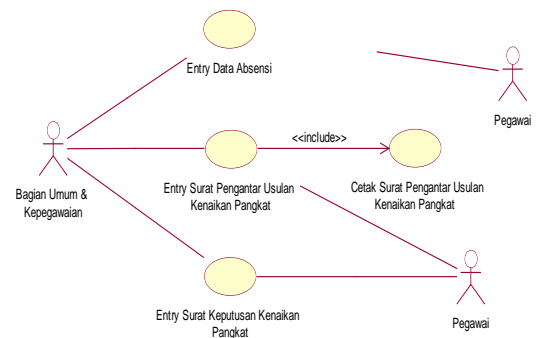 Entry Data Absensi
Pegawai
<<include>>
Bagian Umum &
Kepegawaian
Entry Surat Pengantar Usulan
Kenaikan Pangkat
Cetak Surat Pengantar Usulan
Kenaikan Pangkat
Entry Surat Keputusan Kenaikan
Pangkat
Pegawai